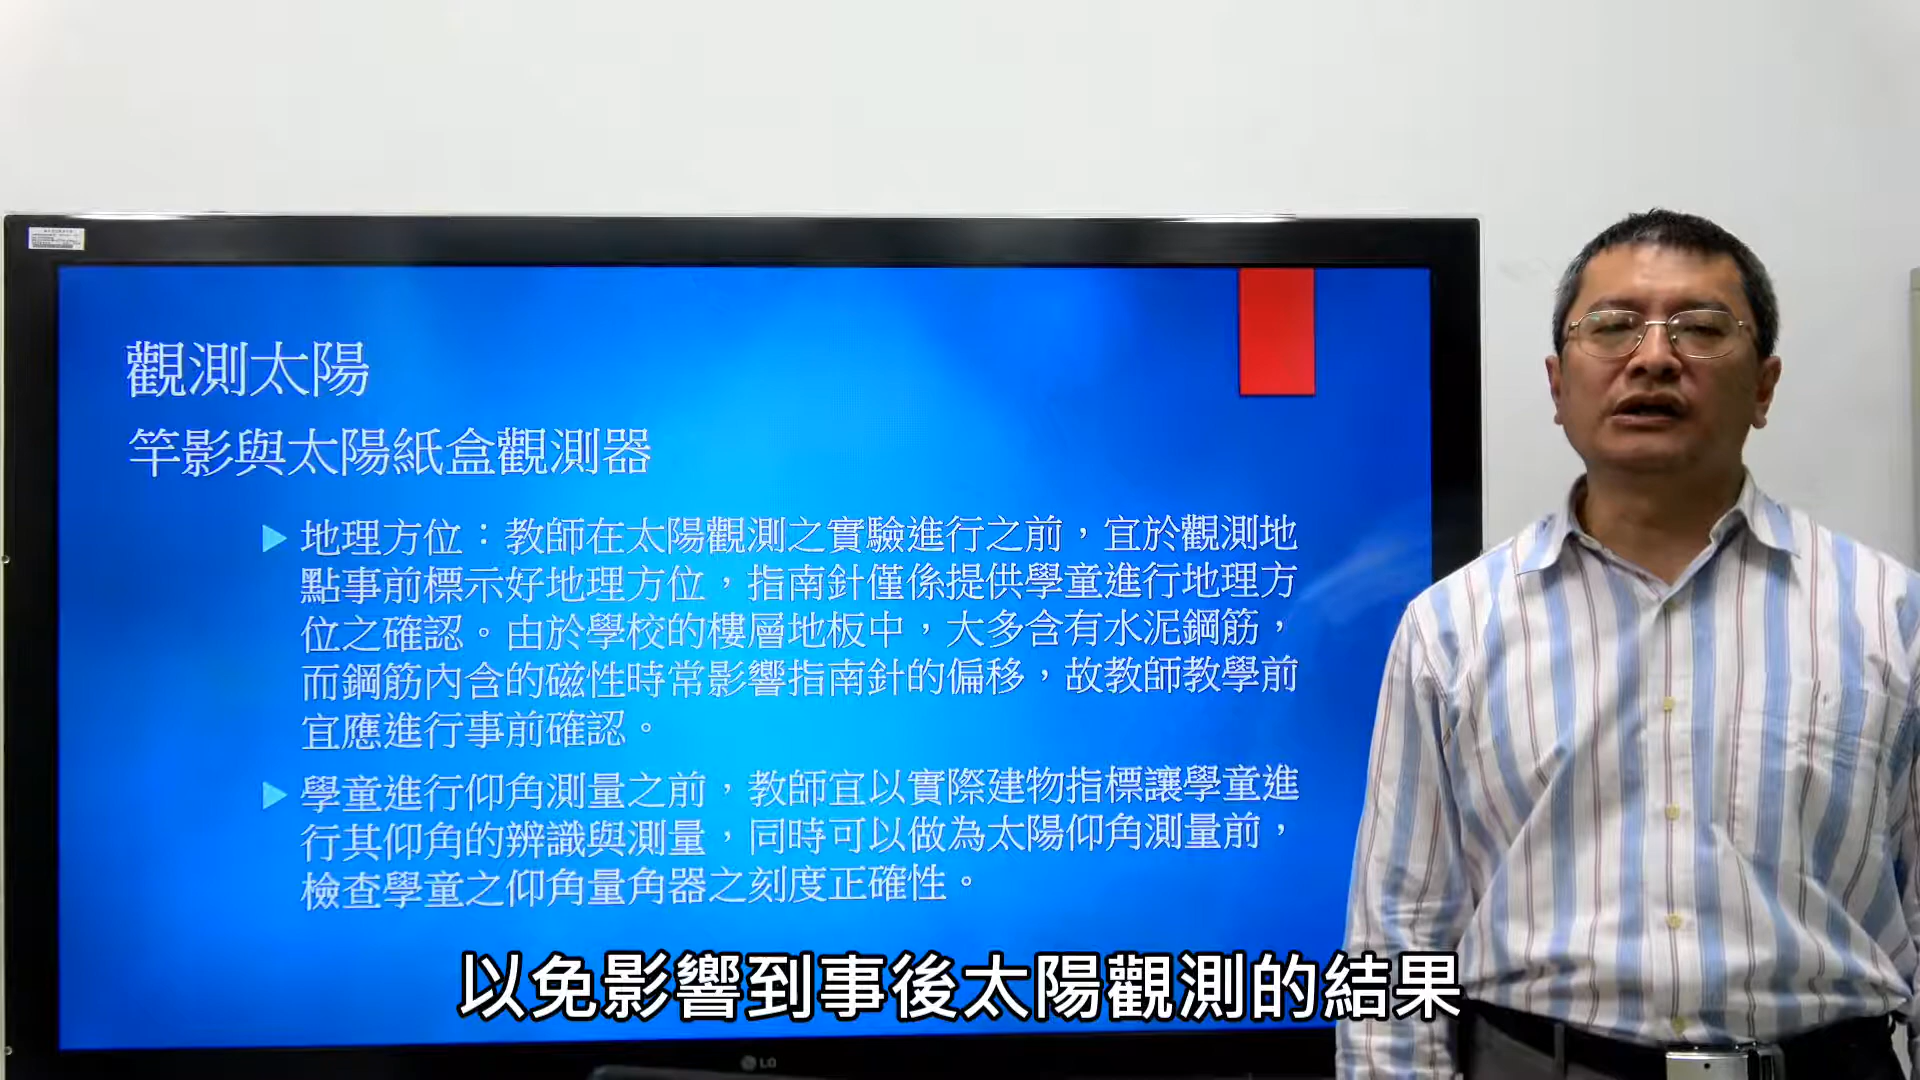 觀測太陽
竿影與太陽紙盒觀測器
地理方位：教師在太陽觀測之實驗進行之前，宜於觀測地
點事前標示好地理方位，指南針僅係提供學童進行地理方
位之確認。由於學校的樓層地板中，大多含有水泥鋼筋，
而鋼筋內含的磁性時常影響指南針的偏移，故教師教學前
宜應進行事前確認。
學童進行仰角測量之前，教師宜以實際建物指標讓學童進
行其仰角的辨識與測量，同時可以做為太陽仰角測量前，
檢查學童之仰角量角器之刻度正確性。
以免影響到事後太陽觀測的結果
LG